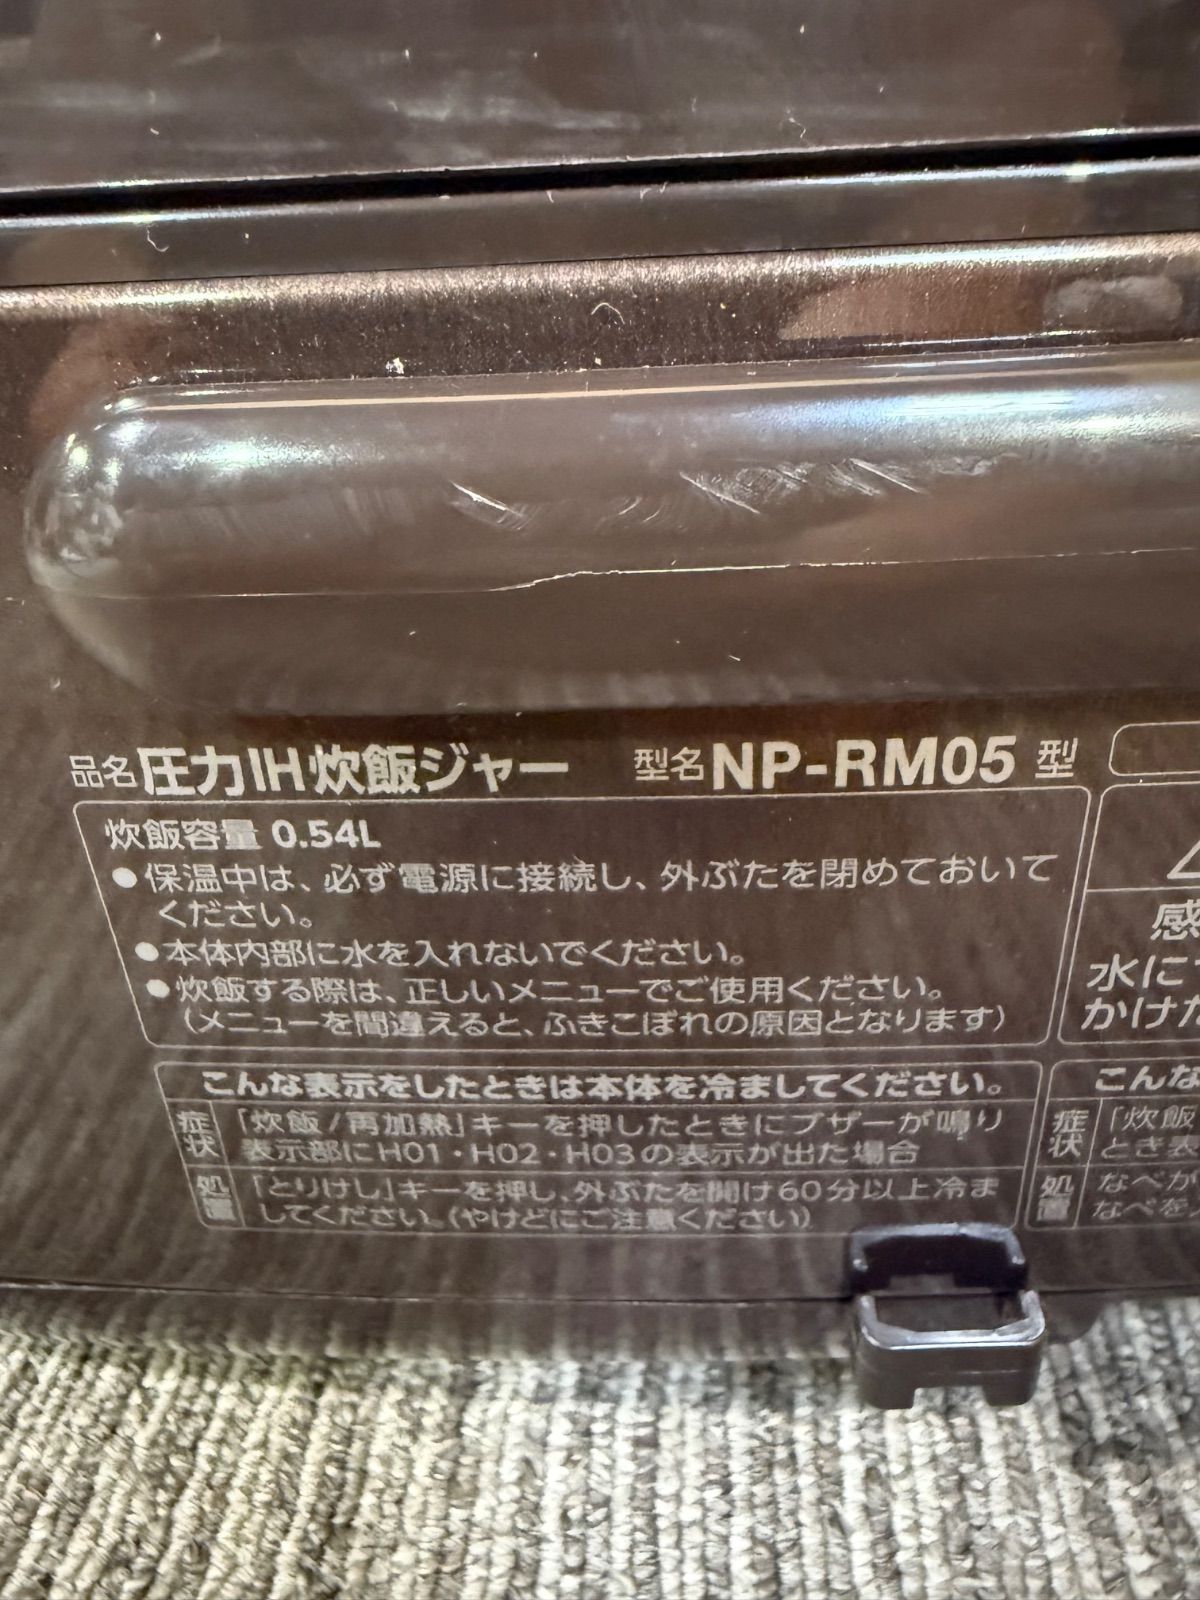 品名 圧力IH炊飯ジャー 型名 NP-RM05 型
炊飯容量 0.54L
●保温中は、必ず電源に接続し、外ぶたを閉めておいて
ください。
●本体内部に水を入れないでください。
●炊飯する際は、正しいメニューでご使用ください。
(メニューを間違えると、ふきこぼれの原因となります)
こんな表示をしたときは本体を冷ましてください。
症状 「炊飯/再加熱」キーを押したときにブザーが鳴り
表示部にH01・H02・H03の表示が出た場合
処置 「とりけし」キーを押し、外ぶたを開け60分以上冷ま
してください。(やけどにご注意ください)
感
水に
かけた
こんな
症状 「炊飯
とき表
処置 なべが
なべを